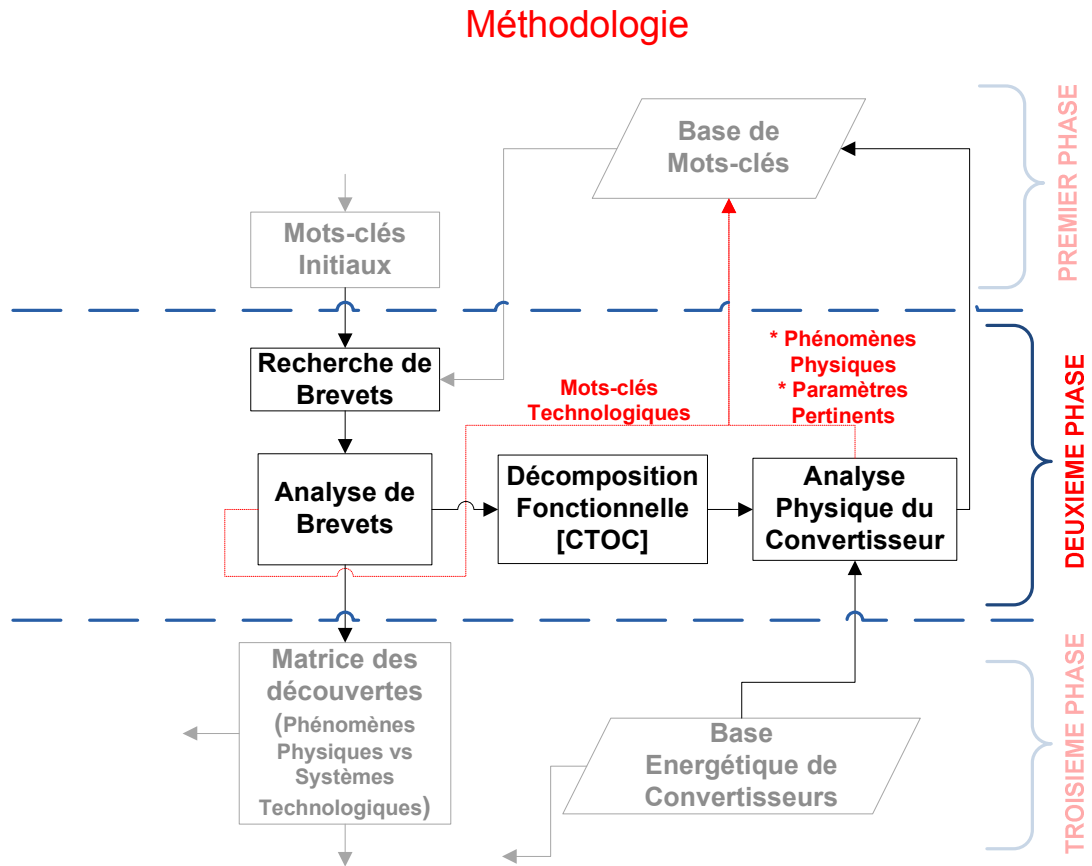 Méthodologie
Base de
Mots-clés
PREMIER PHASE
Mots-clés
Initiaux
Recherche de
Brevets
* Phénomènes
Physiques
* Paramètres
Pertinents
Mots-clés
Technologiques
DEUXIEME PHASE
Analyse de
Brevets
Décomposition
Fonctionnelle
[CTOC]
Analyse
Physique du
Convertisseur
Matrice des
découvertes
(Phénomènes
Physiques vs
Systèmes
Technologiques)
Base
Energétique de
Convertisseurs
TROISIEME PHASE